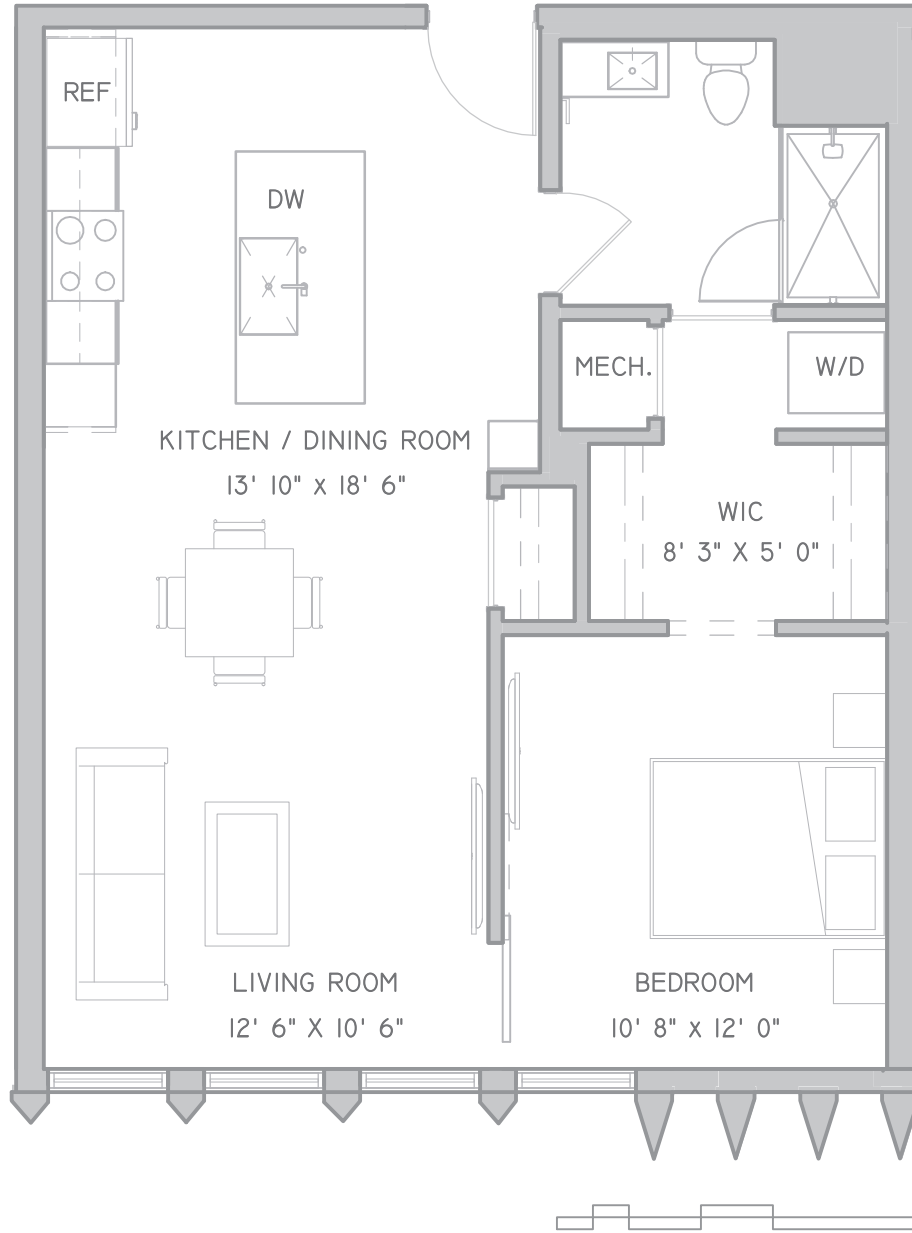 REF
DW
MECH.
W/D
KITCHEN / DINING ROOM
13' 10" X 18' 6"
WIC
8' 3" X 5' 0"
LIVING ROOM
12' 6" X 10' 6"
BEDROOM
10' 8" X 12' 0"